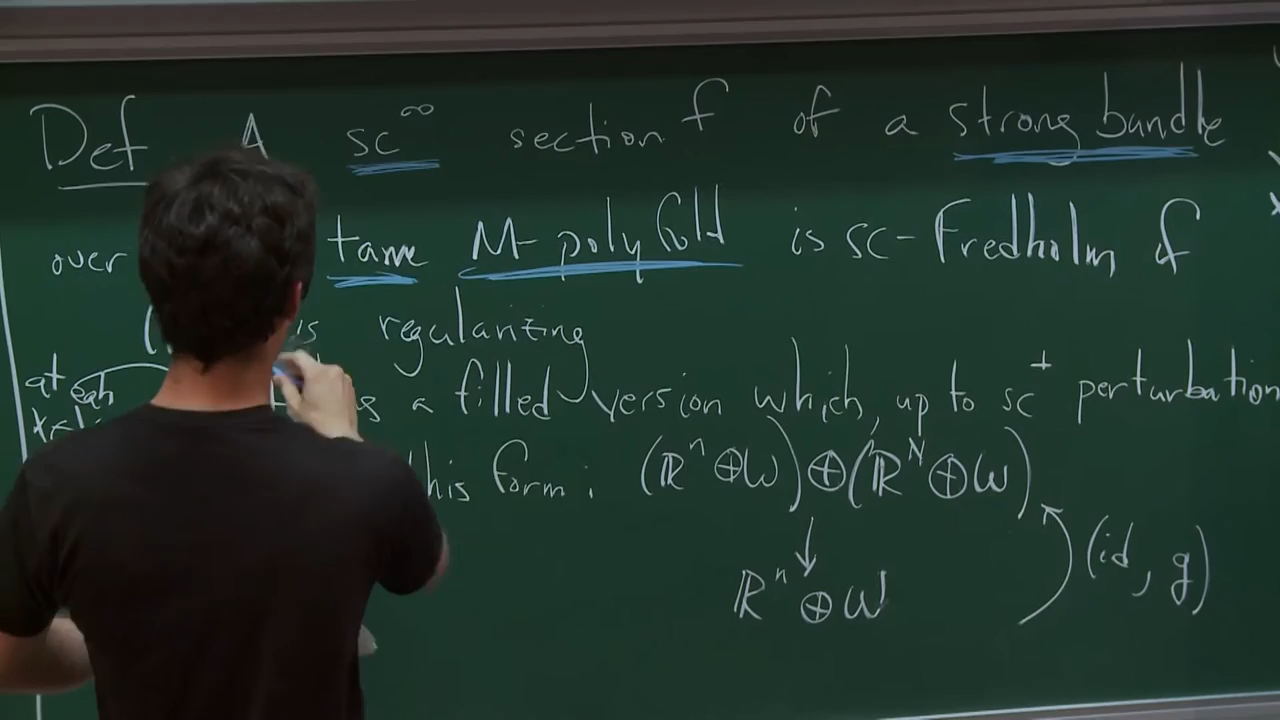 Def A sc^∞ section f of a strong bundle
over tame M-polyfold is sc-Fredholm if
( is regularizing
at each a filled version which, up to sc^+ perturbation
this form: (ℝ^n ⊕ W) ⊕ (ℝ^N ⊕ W)
↓ (id, g)
ℝ^n ⊕ W